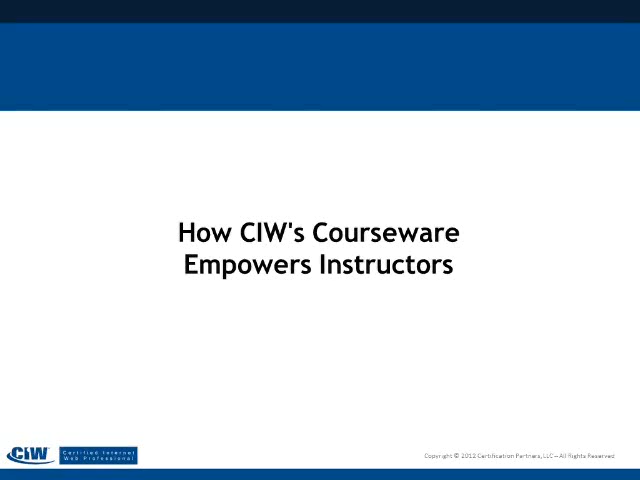 How CIW's Courseware
Empowers Instructors
CIW
Certified Internet
Web Professional
Copyright © 2012 Certification Partners, LLC – All Rights Reserved